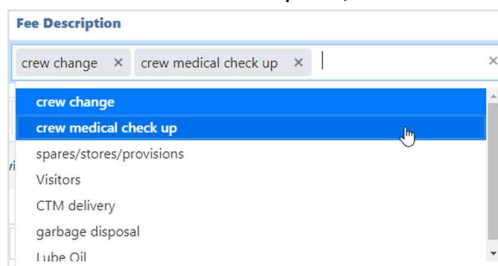 Fee Description
crew change × crew medical check up × ×
crew change
crew medical check up
spares/stores/provisions
Visitors
CTM delivery
garbage disposal
Lube Oil